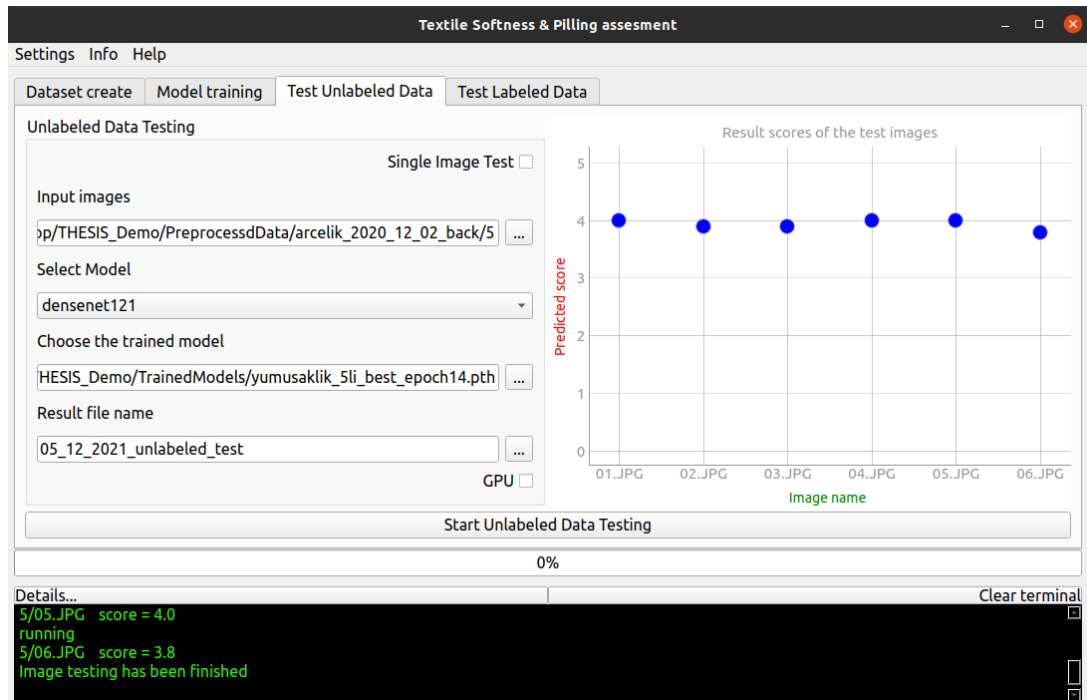 Textile Softness & Pilling assesment
Settings Info Help
Dataset create Model training Test Unlabeled Data Test Labeled Data
Unlabeled Data Testing
Single Image Test
Input images
op/THESIS_Demo/PreprocessdData/arcelik_2020_12_02_back/5 ...
Select Model
densenet121
Choose the trained model
HESIS_Demo/TrainedModels/yumusaklik_5li_best_epoch14.pth ...
Result file name
05_12_2021_unlabeled_test ...
GPU
Result scores of the test images
Predicted score
5
4
3
2
1
0
01.JPG 02.JPG 03.JPG 04.JPG 05.JPG 06.JPG
Image name
Start Unlabeled Data Testing
0%
Details... Clear terminal
5/05.JPG score = 4.0
running
5/06.JPG score = 3.8
Image testing has been finished